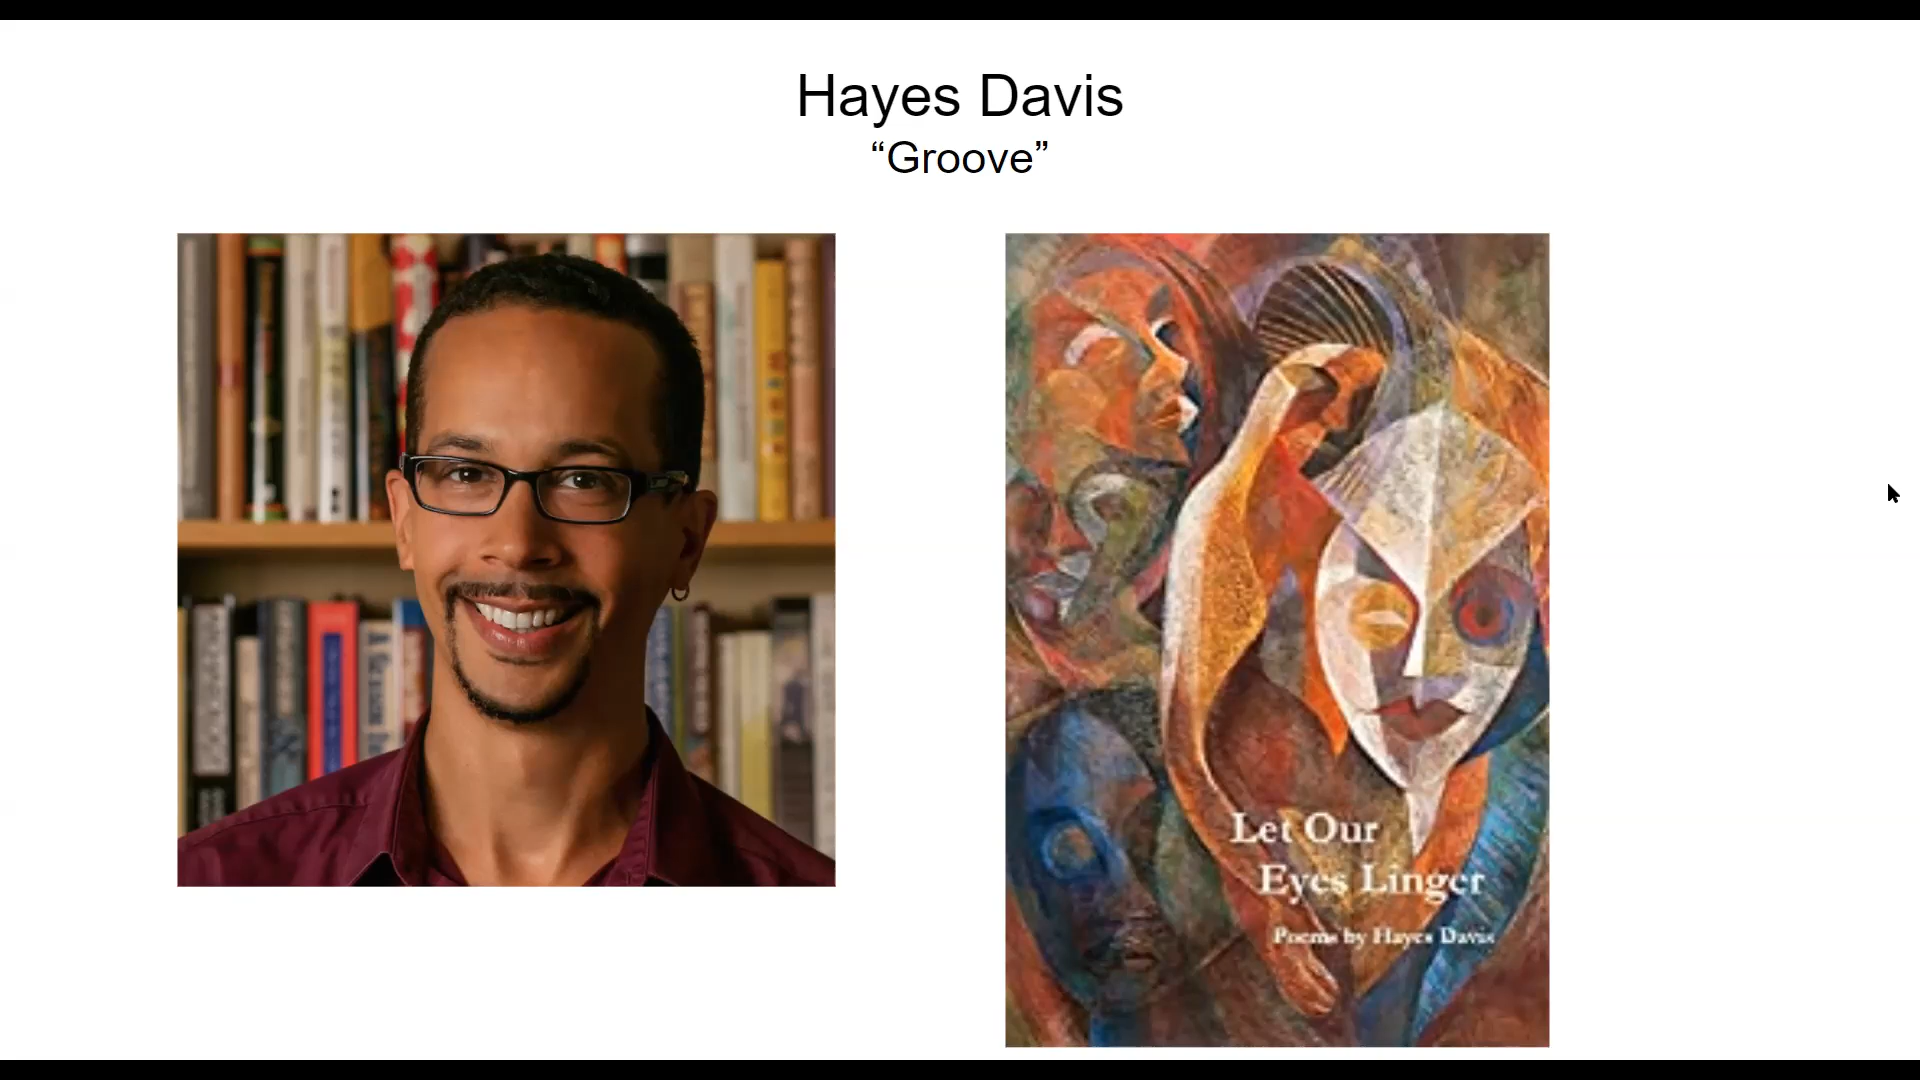 Hayes Davis
“Groove”
Let Our
Eyes Linger
Poems by Hayes Davis